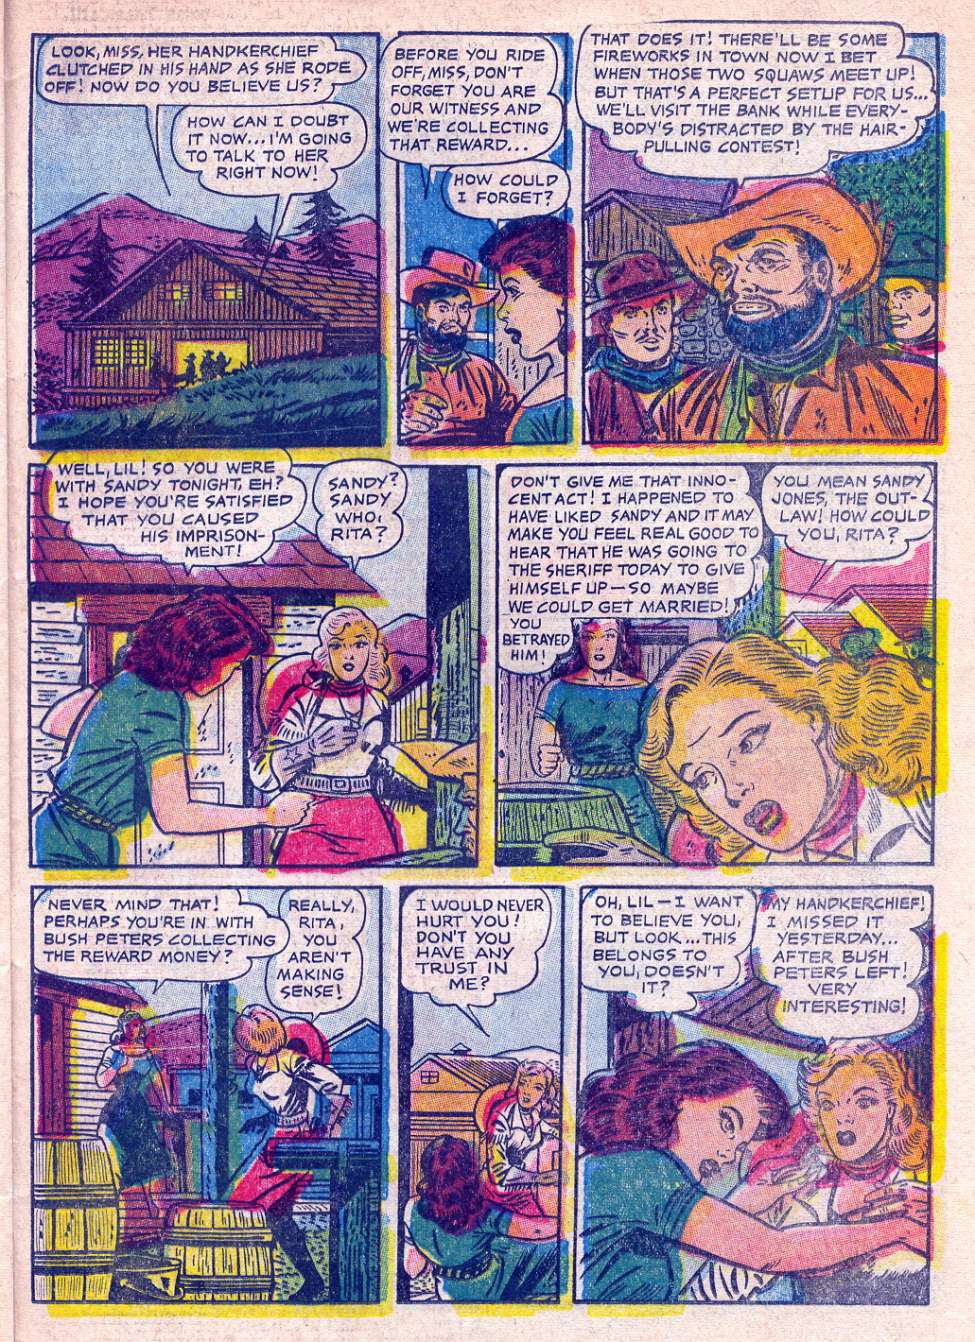 LOOK, MISS, HER HANDKERCHIEF
CLUTCHED IN HIS HAND AS SHE RODE
OFF! NOW DO YOU BELIEVE US?
HOW CAN I DOUBT
IT NOW...I'M GOING
TO TALK TO HER
RIGHT NOW!
BEFORE YOU RIDE
OFF, MISS, DON'T
FORGET YOU ARE
OUR WITNESS AND
WE'RE COLLECTING
THAT REWARD...
HOW COULD
I FORGET?
THAT DOES IT! THERE'LL BE SOME
FIREWORKS IN TOWN NOW I BET
WHEN THOSE TWO SQUAWS MEET UP!
BUT THAT'S A PERFECT SETUP FOR US...
WE'LL VISIT THE BANK WHILE EVERY-
BODY'S DISTRACTED BY THE HAIR-
PULLING CONTEST!
WELL, LIL! SO YOU WERE
WITH SANDY TONIGHT, EH?
I HOPE YOU'RE SATISFIED
THAT YOU CAUSED
HIS IMPRISON-
MENT!
SANDY?
SANDY
WHO,
RITA?
DON'T GIVE ME THAT INNO-
CENT ACT! I HAPPENED TO
HAVE LIKED SANDY AND IT MAY
MAKE YOU FEEL REAL GOOD TO
HEAR THAT HE WAS GOING TO
THE SHERIFF TODAY TO GIVE
HIMSELF UP—SO MAYBE
WE COULD GET MARRIED!
YOU
BETRAYED
HIM!
YOU MEAN SANDY
JONES, THE OUT-
LAW! HOW COULD
YOU, RITA?
NEVER MIND THAT!
PERHAPS YOU'RE IN WITH
BUSH PETERS COLLECTING
THE REWARD MONEY?
REALLY,
RITA,
YOU
AREN'T
MAKING
SENSE!
I WOULD NEVER
HURT YOU!
DON'T YOU
HAVE ANY
TRUST IN
ME?
OH, LIL—I WANT
TO BELIEVE YOU,
BUT LOOK...THIS
BELONGS TO
YOU, DOESN'T
IT?
MY HANDKERCHIEF!
I MISSED IT
YESTERDAY...
AFTER BUSH
PETERS LEFT!
VERY
INTERESTING!